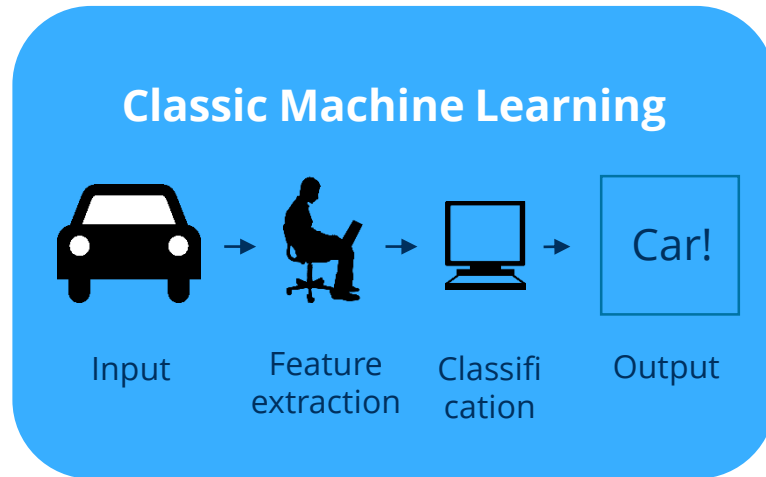 Classic Machine Learning
Car!
Input
Feature
extraction
Classifi
cation
Output